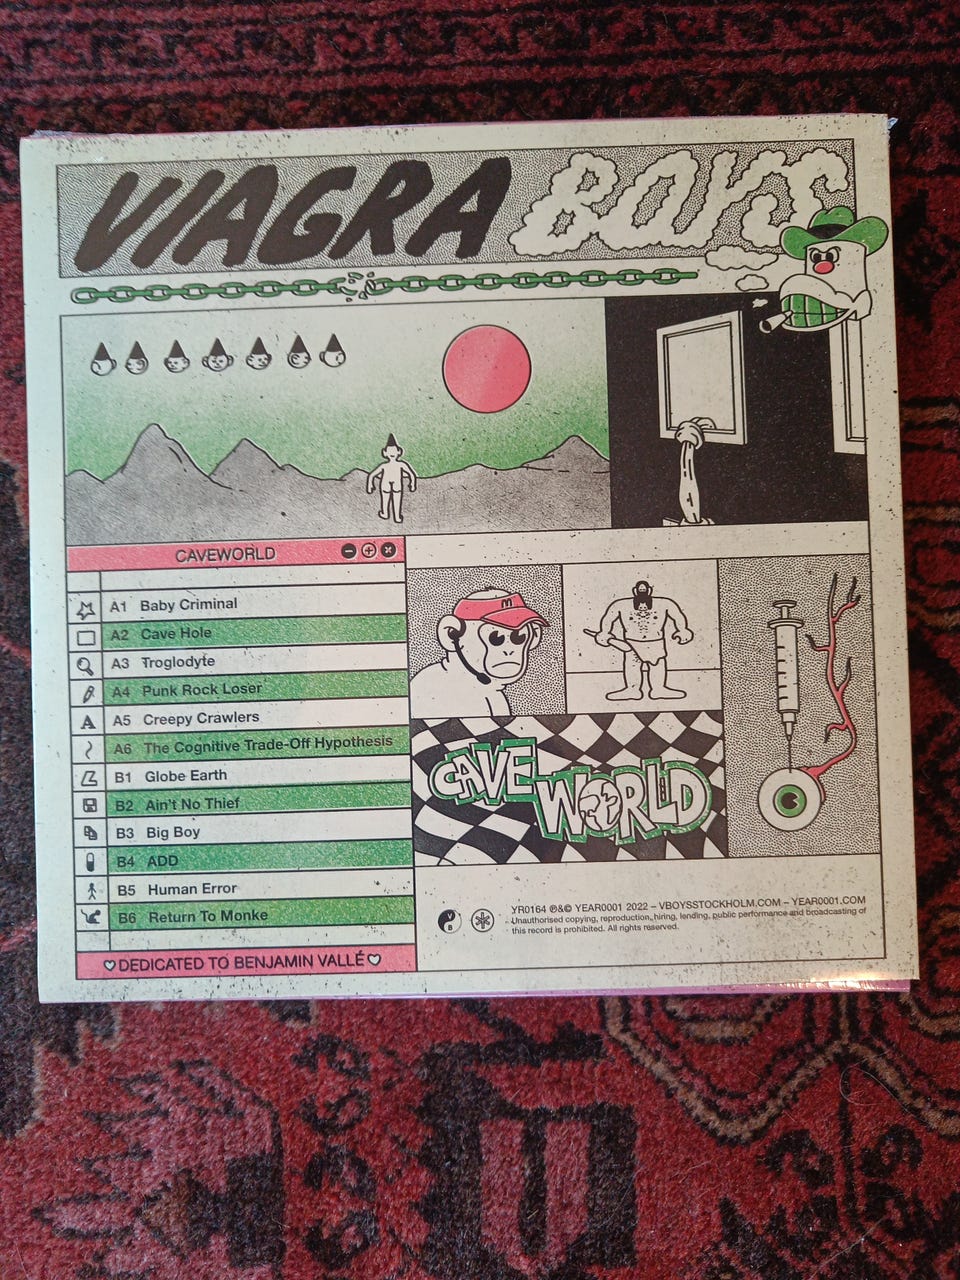 VIAGRA BOYS
CAVEWORLD
A1 Baby Criminal
A2 Cave Hole
A3 Troglodyte
A4 Punk Rock Loser
A5 Creepy Crawlers
A6 The Cognitive Trade-Off Hypothesis
B1 Globe Earth
B2 Ain't No Thief
B3 Big Boy
B4 ADD
B5 Human Error
B6 Return To Monke
♡DEDICATED TO BENJAMIN VALLÉ♡
M
CAVE WORLD
V
B
YR0164 ℗&© YEAR0001 2022 – VBOYSSTOCKHOLM.COM – YEAR0001.COM
Unauthorised copying, reproduction, hiring, lending, public performance and broadcasting of
this record is prohibited. All rights reserved.